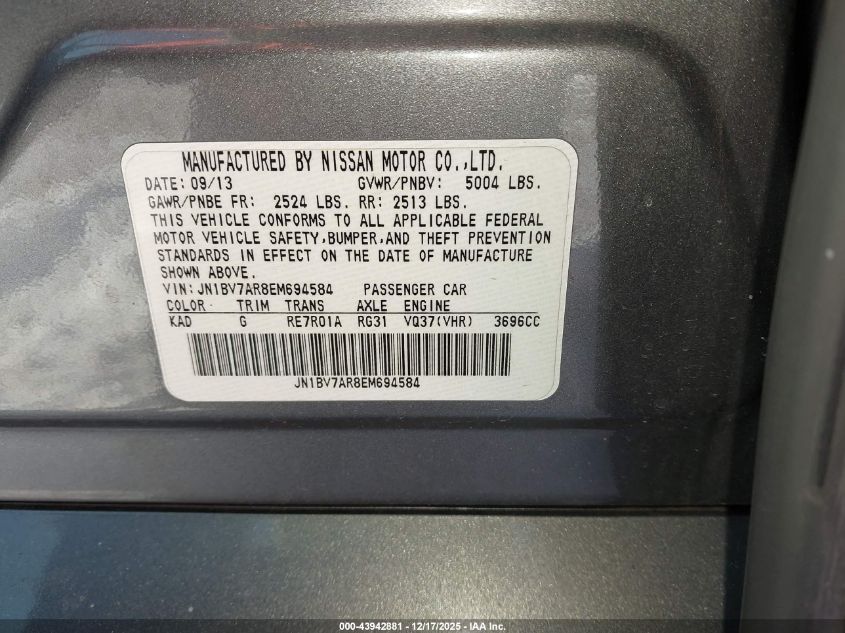 MANUFACTURED BY NISSAN MOTOR CO.,LTD.
DATE: 09/13 GVWR/PNBV: 5004 LBS.
GAWR/PNBE FR: 2524 LBS. RR: 2513 LBS.
THIS VEHICLE CONFORMS TO ALL APPLICABLE FEDERAL
MOTOR VEHICLE SAFETY,BUMPER,AND THEFT PREVENTION
STANDARDS IN EFFECT ON THE DATE OF MANUFACTURE
SHOWN ABOVE.
VIN: JN1BV7AR8EM694584 PASSENGER CAR
COLOR TRIM TRANS AXLE ENGINE
KAD G RE7R01A RG31 VQ37(VHR) 3696CC
JN1BV7AR8EM694584
000-43942881 - 12/17/2025 - IAA Inc.